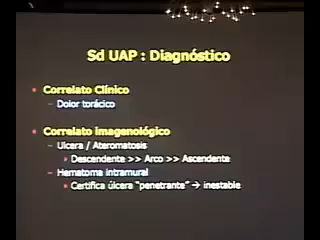 Sd UAP : Diagnóstico
Correlato Clínico
– Dolor torácico
Correlato imagenológico
– Ulcera / Ateromatosis
Descendente >> Arco >> Ascendente
– Hematoma intramural
Certifica úlcera “penetrante” → inestable